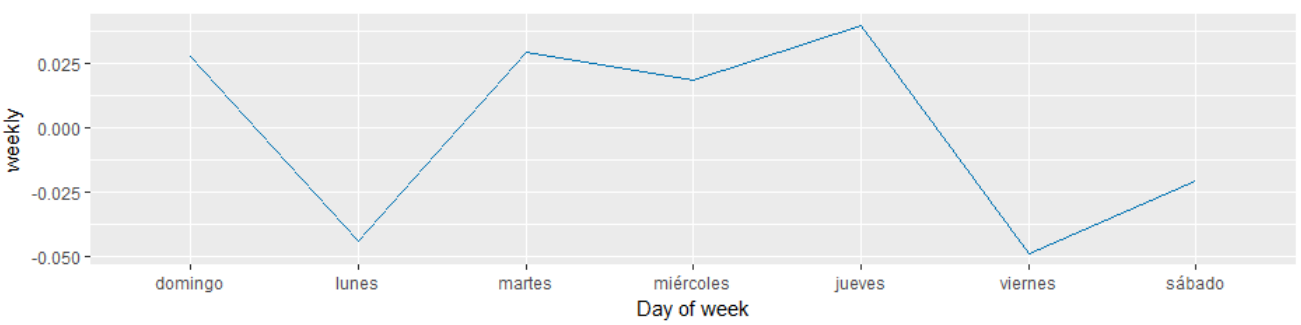 weekly
0.025
0.000
-0.025
-0.050
domingo lunes martes miércoles jueves viernes sábado
Day of week